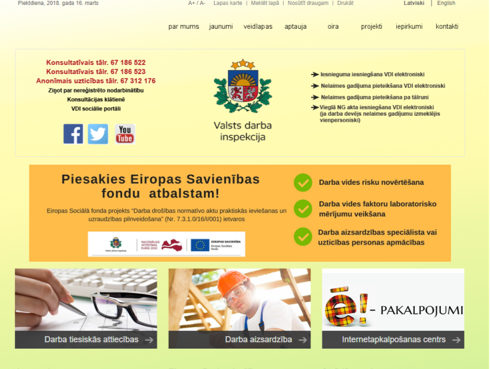 Piektdiena, 2018. gada 16. marts
A+ / A- Lapas karte | Meklēt lapā | Nosūtīt draugam | Drukāt
Latviski | English
par mums jaunumi veidlapas aptauja oira projekti iepirkumi kontakti
Konsultatīvais tālr. 67 186 522
Konsultatīvais tālr. 67 186 523
Anonīmais uzticības tālr. 67 312 176
Ziņot par nereģistrēto nodarbinātību
Konsultācijas klātienē
VDI sociālie portāli
You
Tube
Valsts darba
inspekcija
Iesnieguma iesniegšana VDI elektroniski
Nelaimes gadījuma pieteikšana VDI elektroniski
Nelaimes gadījuma pieteikšana pa tālruni
Vieglā NG akta iesniegšana VDI elektroniski
(ja darba devējs nelaimes gadījumu izmeklējis
vienpersoniski)
Piesakies Eiropas Savienības
fondu atbalstam!
Eiropas Sociālā fonda projekts "Darba drošības normatīvo aktu praktiskās ieviešanas un
uzraudzības pilnveidošana" (Nr. 7.3.1.0/16/I/001) ietvaros
Darba vides risku novērtēšana
Darba vides faktoru laboratorisko
mērījumu veikšana
Darba aizsardzības speciālista vai
uzticības personas apmācības
Darba tiesiskās attiecības
Darba aizsardzība
ē! - PAKALPOJUMI
Internetapkalpošanas centrs